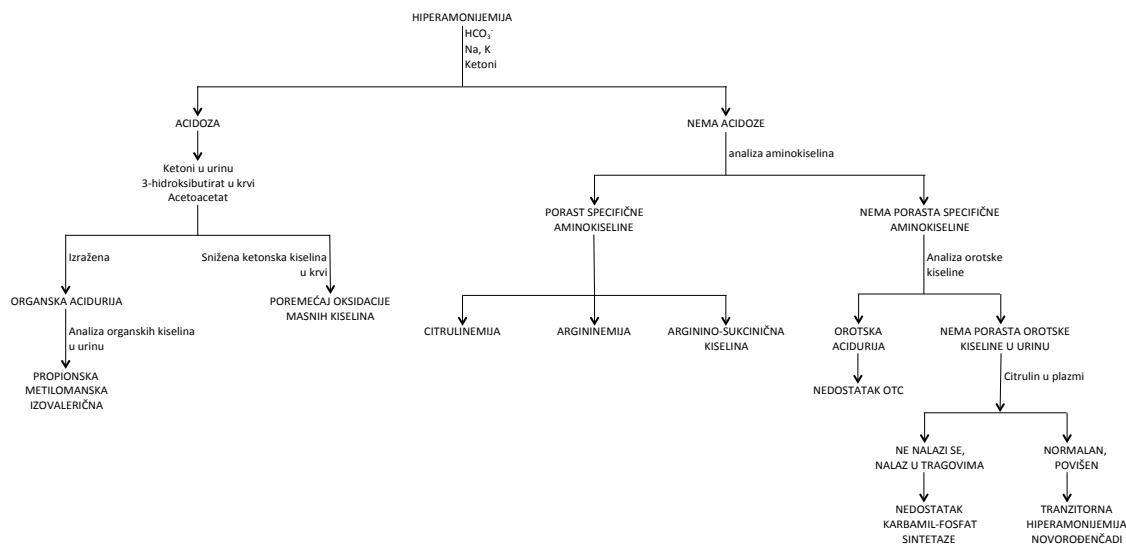 HIPERAMONIJEMIJA
HCO₃⁻
Na, K
Ketoni
ACIDOZA
NEMA ACIDOZE
Ketoni u urinu
3-hidroksibutirat u krvi
Acetoacetat
analiza aminokiselina
PORAST SPECIFIČNE
AMINOKISELINE
NEMA PORASTA SPECIFIČNE
AMINOKISELINE
Izražena
Snižena ketonska kiselina
u krvi
Analiza orotske
kiseline
ORGANSKA ACIDURIJA
POREMEĆAJ OKSIDACIJE
MASNIH KISELINA
Analiza organskih kiselina
u urinu
CITRULINEMIJA
ARGININEMIJA
ARGININO-SUKCINIČNA
KISELINA
OROTSKA
ACIDURIJA
NEMA PORASTA OROTSKE
KISELINE U URINU
PROPIONSKA
METILOMANSKA
IZOVALERIČNA
NEDOSTATAK OTC
Citrulin u plazmi
NE NALAZI SE,
NALAZ U TRAGOVIMA
NORMALAN,
POVIŠEN
NEDOSTATAK
KARBAMIL-FOSFAT
SINTETAZE
TRANZITORNA
HIPERAMONIJEMIJA
NOVOROĐENČADI